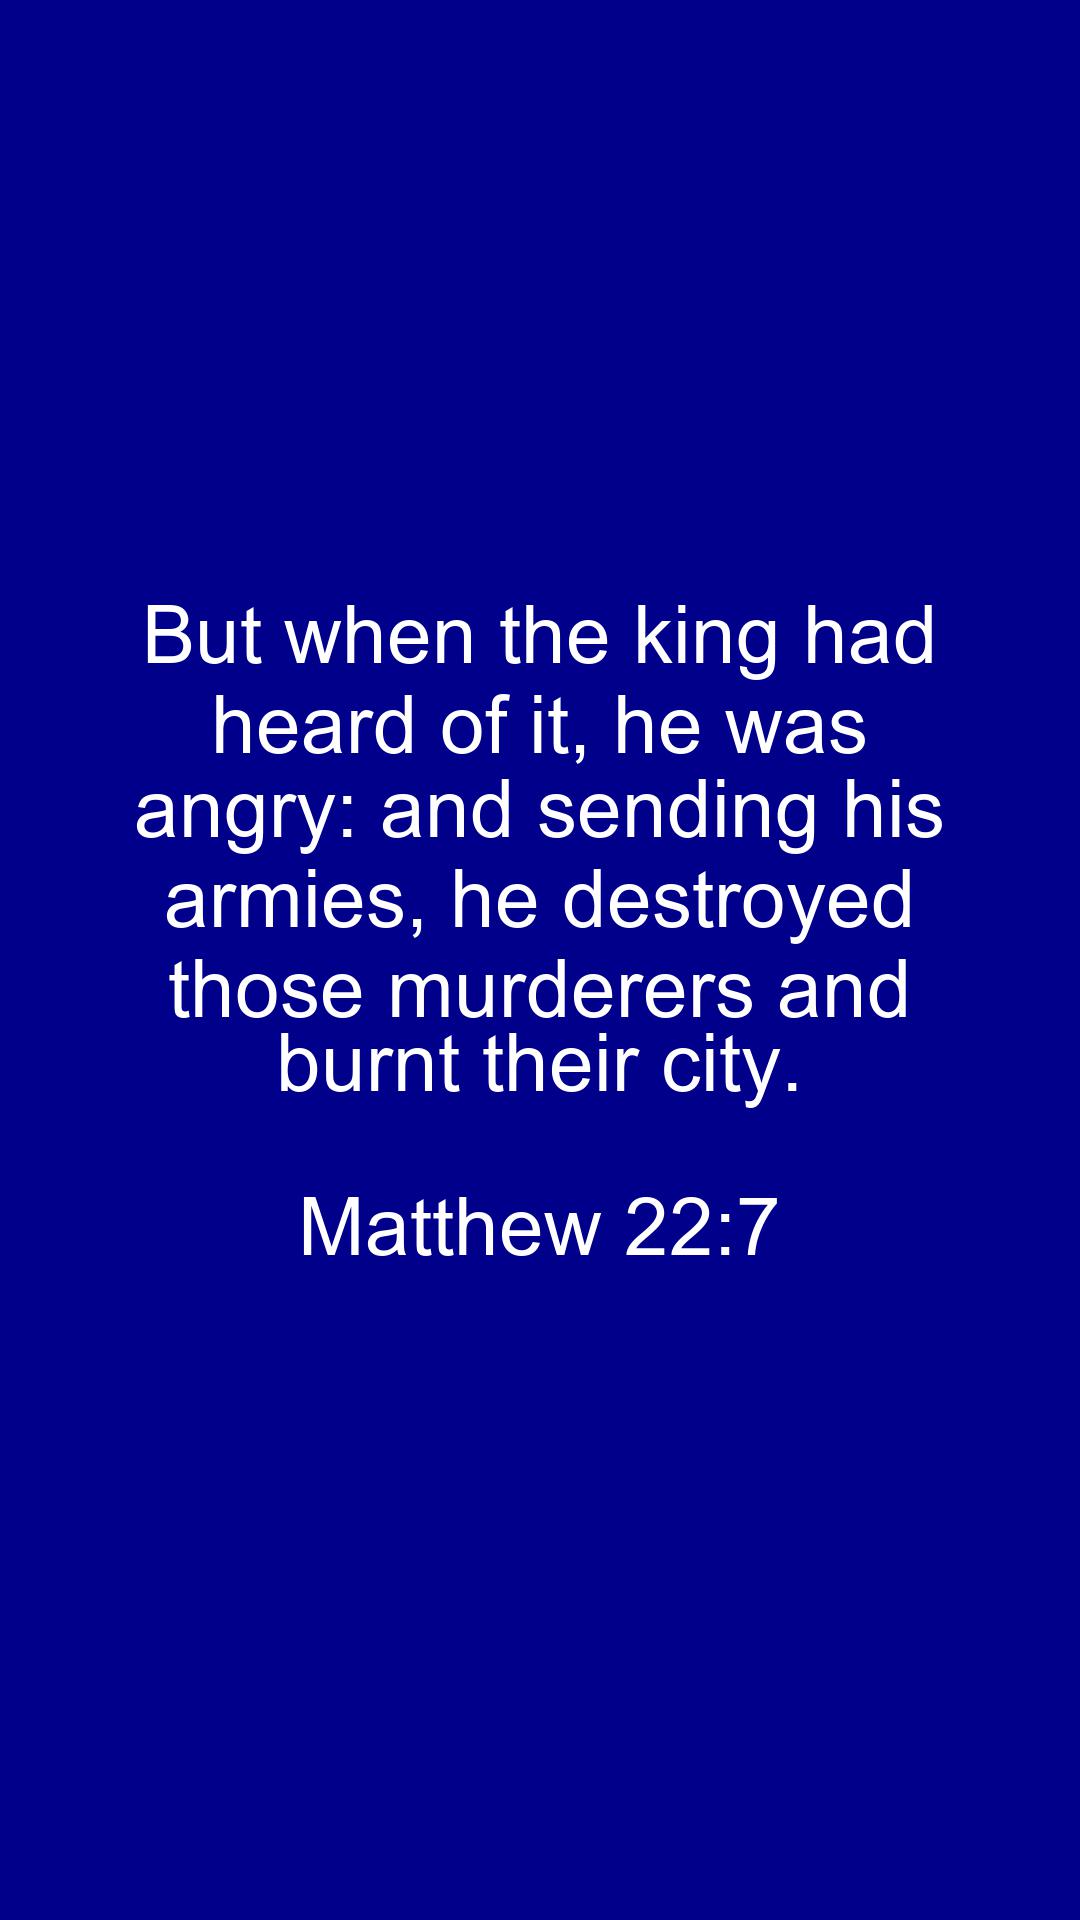 But when the king had
heard of it, he was
angry: and sending his
armies, he destroyed
those murderers and
burnt their city.
Matthew 22:7